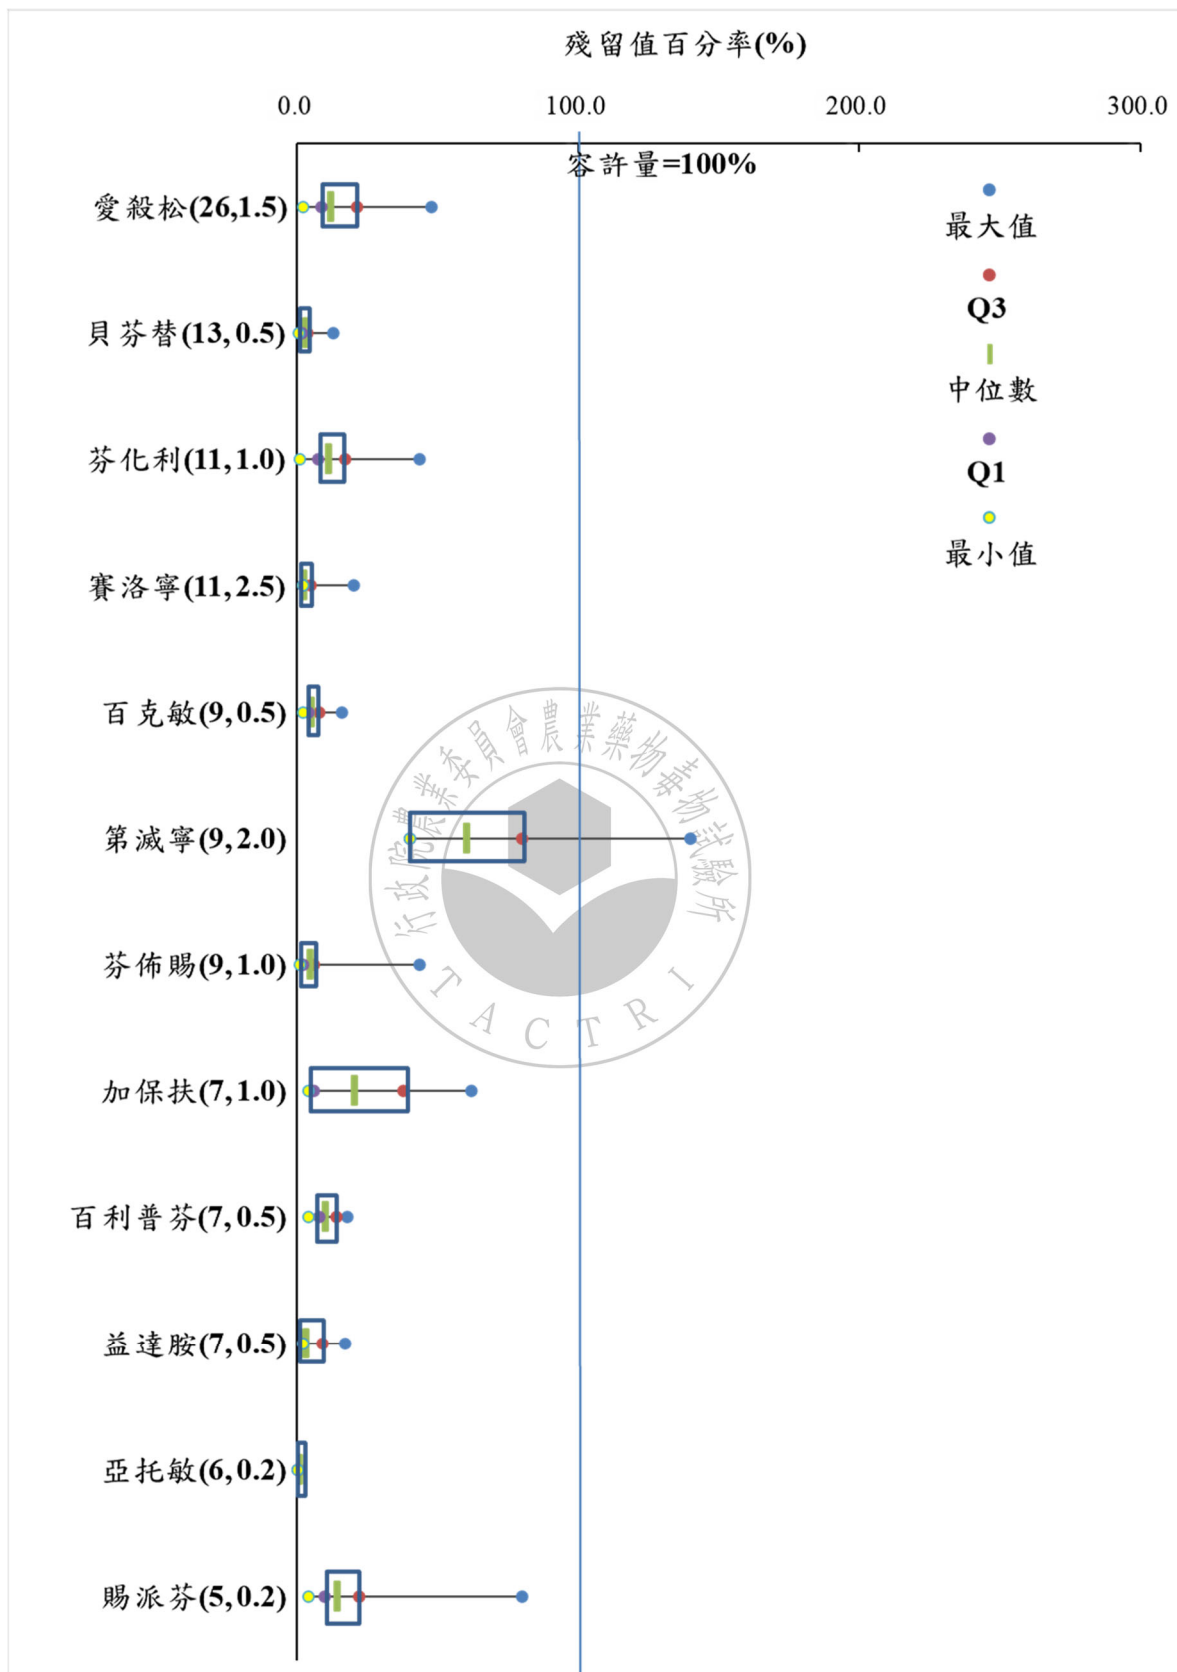 殘留值百分率(%)
0.0 100.0 200.0 300.0
容許量=100%
愛殺松(26,1.5)
貝芬替(13,0.5)
芬化利(11,1.0)
賽洛寧(11,2.5)
百克敏(9,0.5)
第滅寧(9,2.0)
芬佈賜(9,1.0)
加保扶(7,1.0)
百利普芬(7,0.5)
益達胺(7,0.5)
亞托敏(6,0.2)
賜派芬(5,0.2)
最大值
Q3
中位數
Q1
最小值
行政院農業委員會農業藥物毒物試驗所
TACTRI